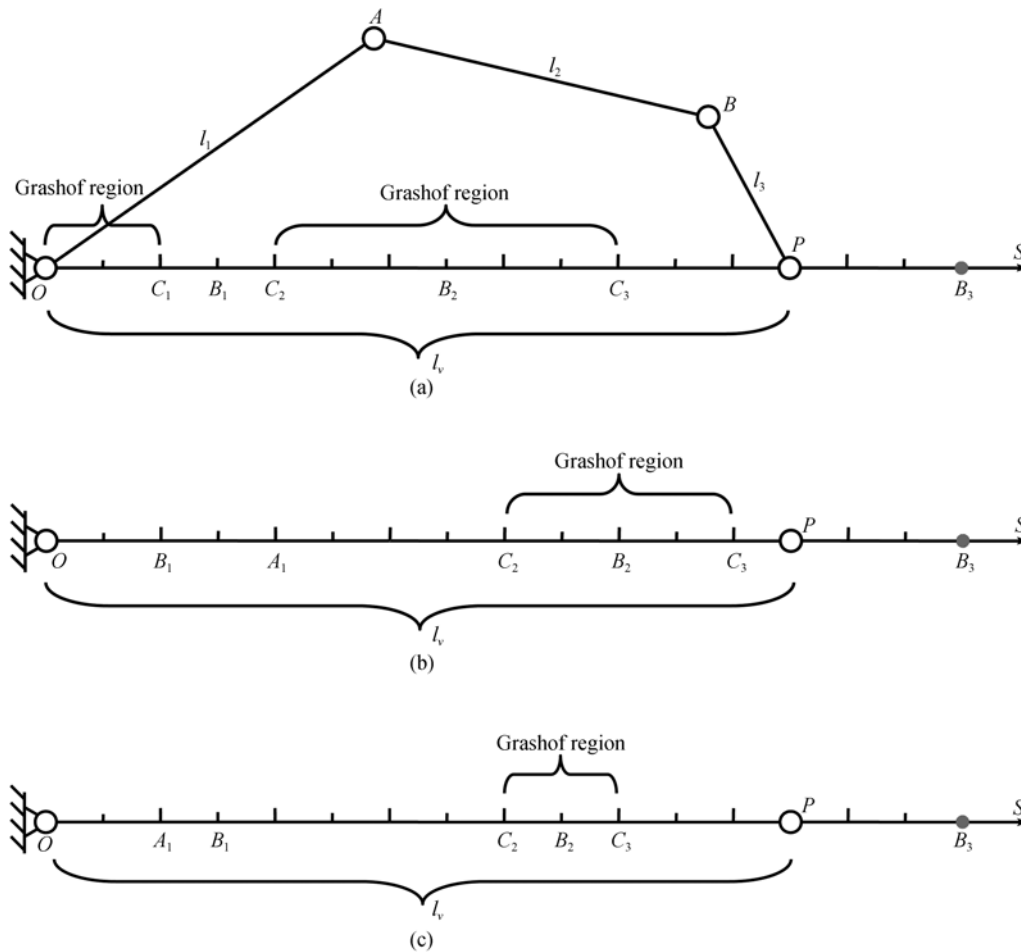 A
l₂
B
l₁
l₃
Grashof region
Grashof region
P
S
O
C₁
B₁
C₂
B₂
C₃
B₃
lᵥ
(a)
Grashof region
P
S
O
B₁
A₁
C₂
B₂
C₃
B₃
lᵥ
(b)
Grashof region
P
S
O
A₁
B₁
C₂
B₂
C₃
B₃
lᵥ
(c)